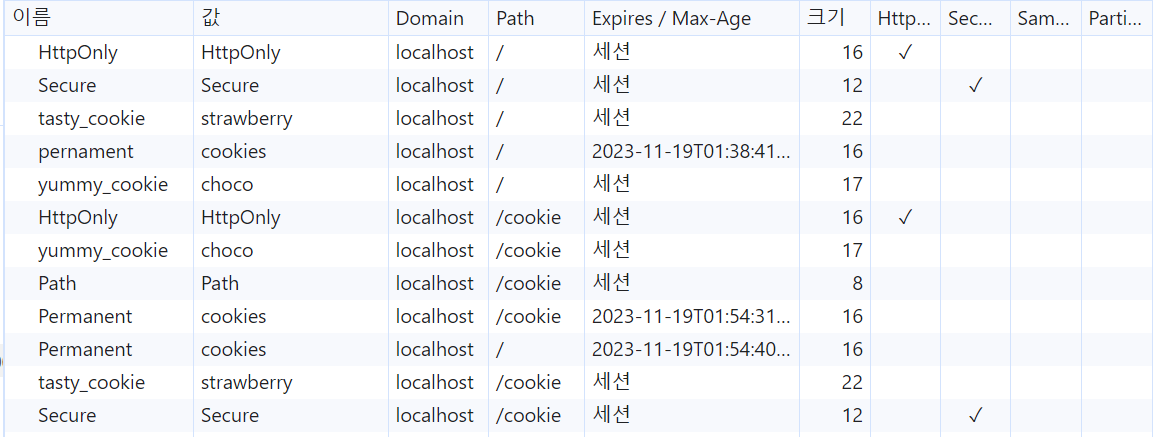 이름 값 Domain Path Expires / Max-Age 크기 Http... Sec... Sam... Parti...
HttpOnly HttpOnly localhost / 세션 16 ✓
Secure Secure localhost / 세션 12 ✓
tasty_cookie strawberry localhost / 세션 22
pernament cookies localhost / 2023-11-19T01:38:41... 16
yummy_cookie choco localhost / 세션 17
HttpOnly HttpOnly localhost /cookie 세션 16 ✓
yummy_cookie choco localhost /cookie 세션 17
Path Path localhost /cookie 세션 8
Permanent cookies localhost /cookie 2023-11-19T01:54:31... 16
Permanent cookies localhost / 2023-11-19T01:54:40... 16
tasty_cookie strawberry localhost /cookie 세션 22
Secure Secure localhost /cookie 세션 12 ✓